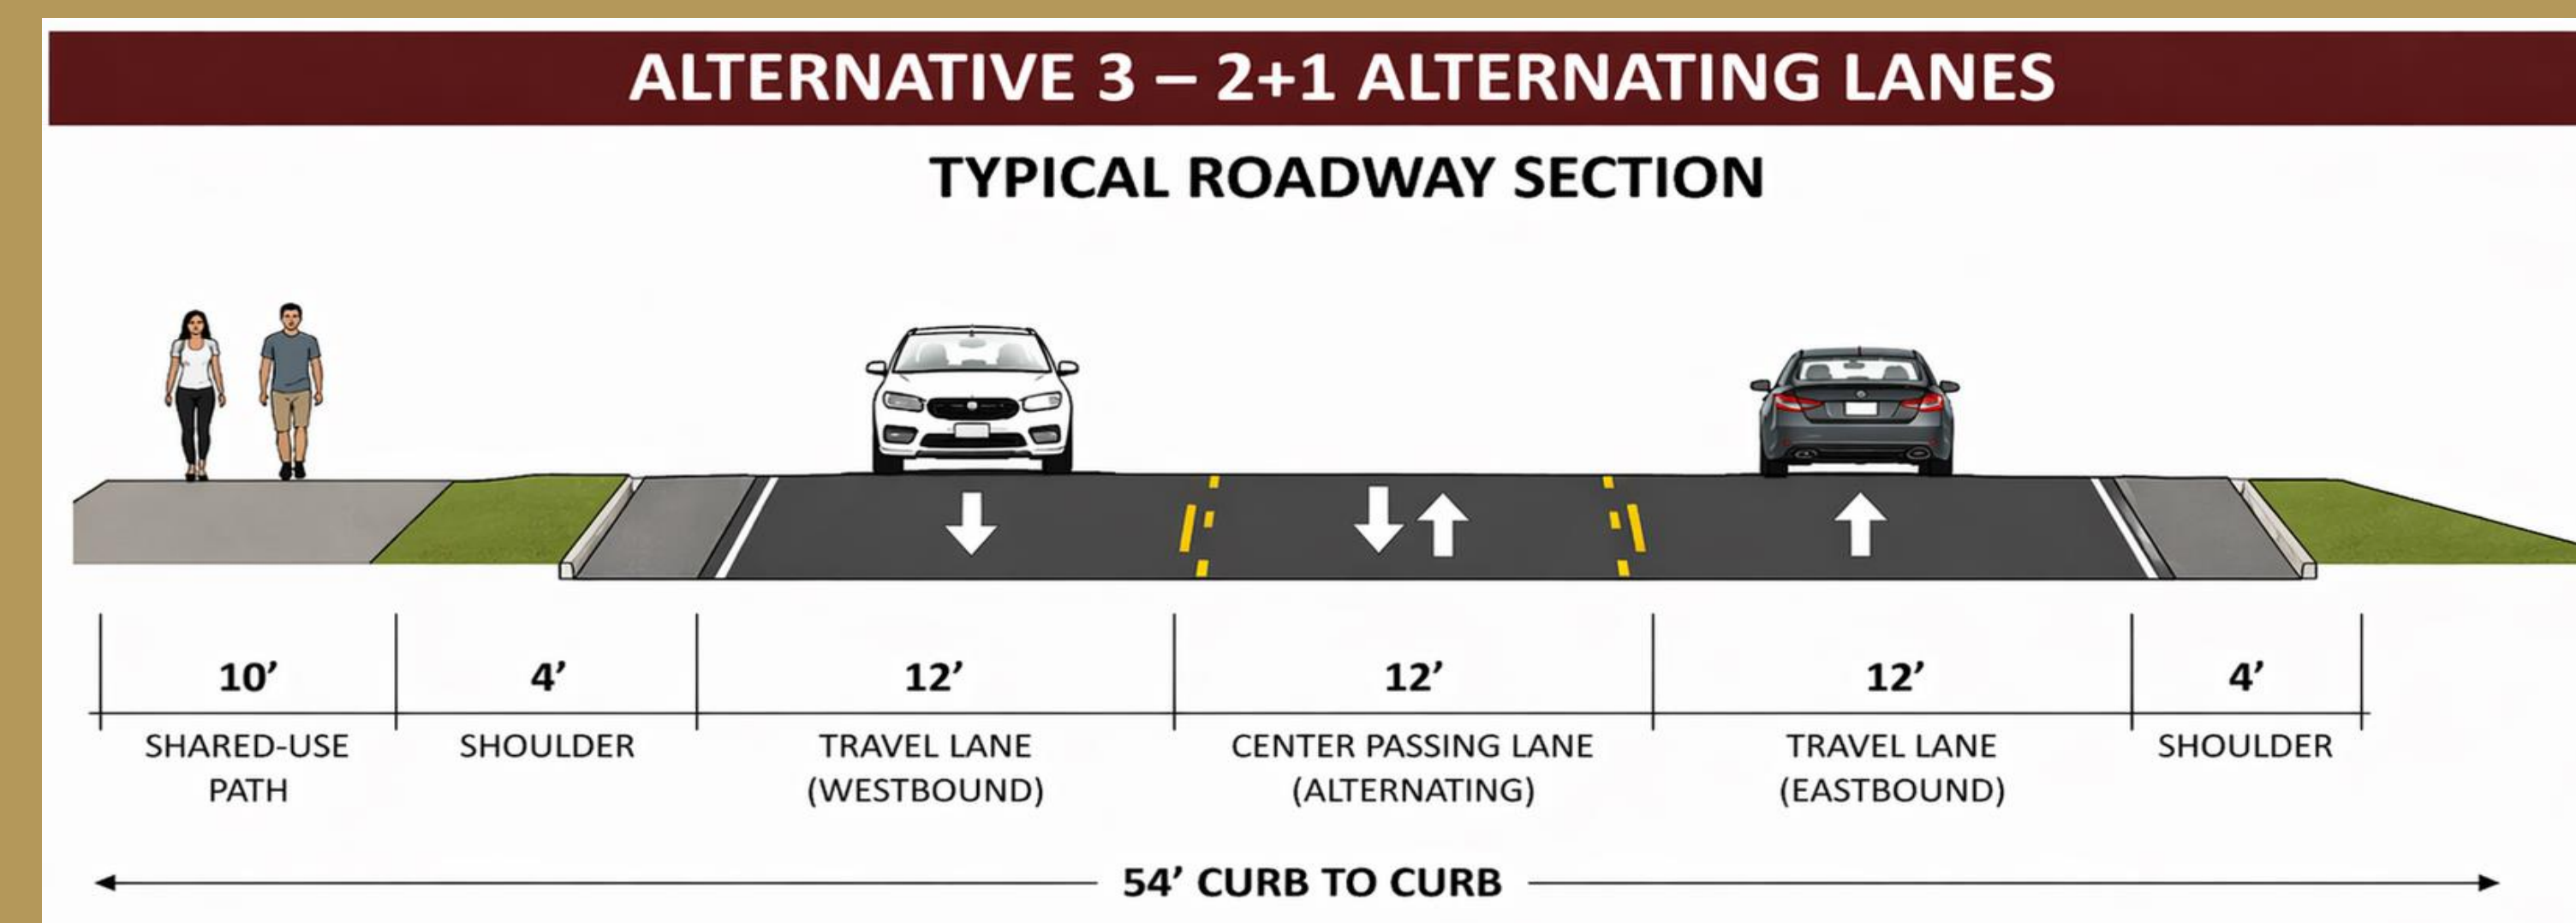 ALTERNATIVE 3 – 2+1 ALTERNATING LANES
TYPICAL ROADWAY SECTION
10’ 4’ 12’ 12’ 12’ 4’
SHARED-USE SHOULDER TRAVEL LANE CENTER PASSING LANE TRAVEL LANE SHOULDER
PATH (WESTBOUND) (ALTERNATING) (EASTBOUND)
54’ CURB TO CURB